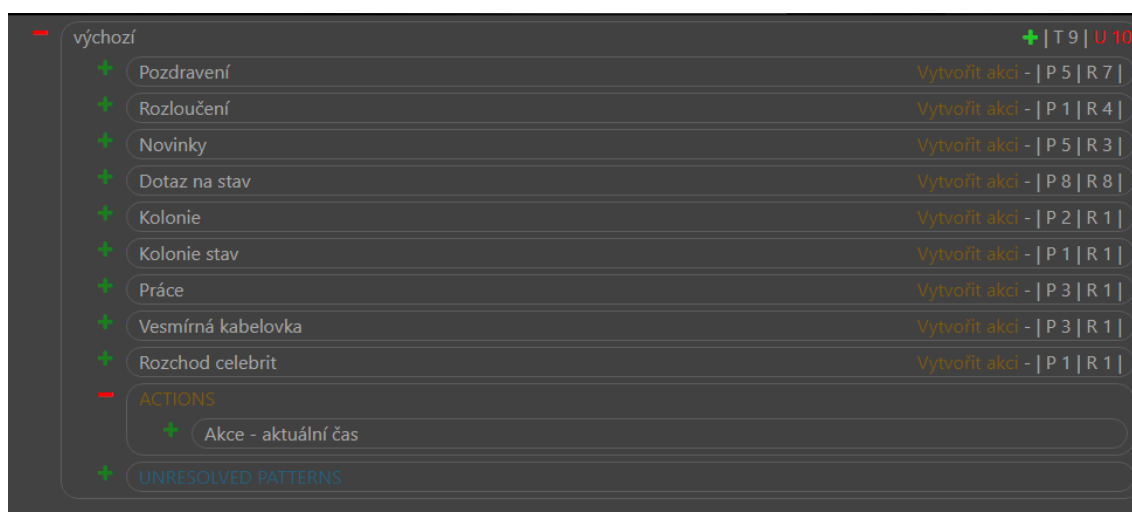 výchozí + | T 9 | U 10
Pozdravení Vytvořit akci - | P 5 | R 7 |
Rozloučení Vytvořit akci - | P 1 | R 4 |
Novinky Vytvořit akci - | P 5 | R 3 |
Dotaz na stav Vytvořit akci - | P 8 | R 8 |
Kolonie Vytvořit akci - | P 2 | R 1 |
Kolonie stav Vytvořit akci - | P 1 | R 1 |
Práce Vytvořit akci - | P 3 | R 1 |
Vesmírná kabelovka Vytvořit akci - | P 3 | R 1 |
Rozchod celebrit Vytvořit akci - | P 1 | R 1 |
ACTIONS
Akce - aktuální čas
UNRESOLVED PATTERNS